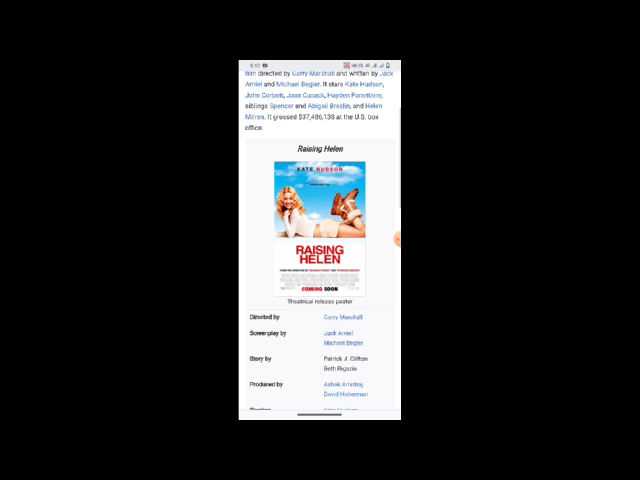 9:10
film directed by Garry Marshall and written by Jack
Amiel and Michael Begler. It stars Kate Hudson,
John Corbett, Joan Cusack, Hayden Panettiere,
siblings Spencer and Abigail Breslin, and Helen
Mirren. It grossed $37,486,138 at the U.S. box
office.
Raising Helen
KATE HUDSON
RAISING
HELEN
COMING SOON
Theatrical release poster
Directed by
Garry Marshall
Screenplay by
Jack Amiel
Michael Begler
Story by
Patrick J. Clifton
Beth Rigazio
Produced by
Ashok Amritraj
David Hoberman